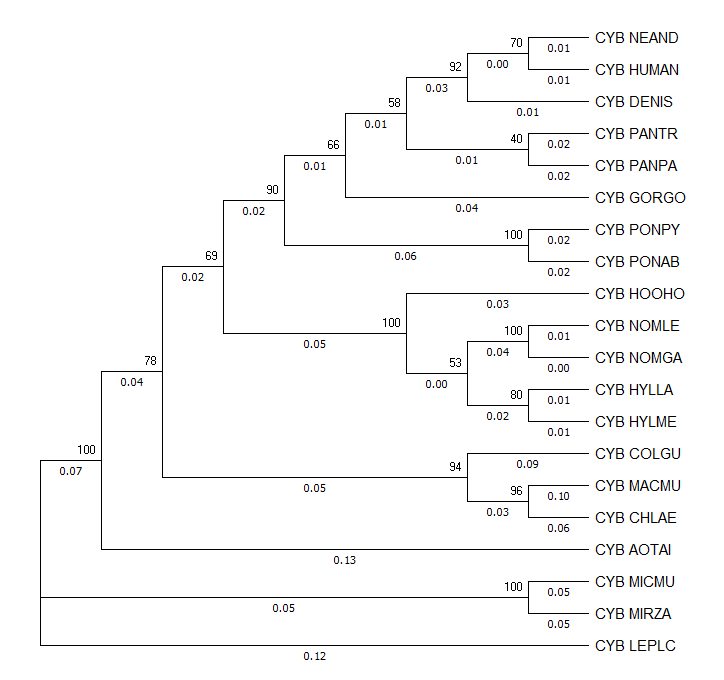 CYB NEAND
70
0.01
92
0.00
CYB HUMAN
0.03
0.01
58
CYB DENIS
0.01
0.01
66
40
CYB PANTR
0.02
0.01
0.01
CYB PANPA
0.02
90
CYB GORGO
0.02
0.04
100
CYB PONPY
0.02
69
0.06
CYB PONAB
0.02
0.02
CYB HOOHO
0.03
100
100
CYB NOMLE
0.01
0.05
0.04
78
53
CYB NOMGA
0.00
0.04
0.00
80
CYB HYLLA
0.01
0.02
CYB HYLME
0.01
100
CYB COLGU
0.07
94
0.09
0.05
96
CYB MACMU
0.10
0.03
CYB CHLAE
0.06
CYB AOTAI
0.13
100
CYB MICMU
0.05
0.05
CYB MIRZA
0.05
CYB LEPLC
0.12